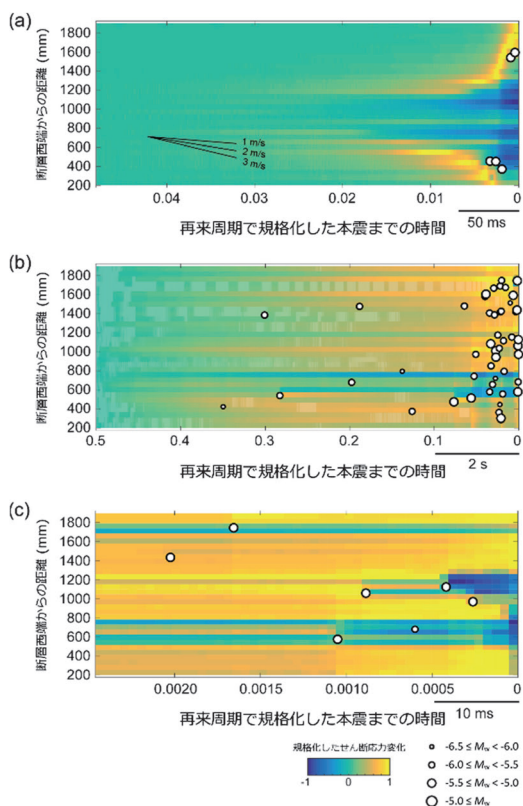 (a)
断層西端からの距離 (mm)
1800
1600
1400
1200
1000
800
600
400
200
1 m/s
2 m/s
3 m/s
0.04
0.03
0.02
0.01
0
再来周期で規格化した本震までの時間
50 ms
(b)
断層西端からの距離 (mm)
1800
1600
1400
1200
1000
800
600
400
200
0.5
0.4
0.3
0.2
0.1
0
再来周期で規格化した本震までの時間
2 s
(c)
断層西端からの距離 (mm)
1800
1600
1400
1200
1000
800
600
400
200
0.0020
0.0015
0.0010
0.0005
0
再来周期で規格化した本震までの時間
10 ms
規格化したせん断応力変化
-1
0
1
-6.5 ≤ Mw < -6.0
-6.0 ≤ Mw < -5.5
-5.5 ≤ Mw < -5.0
-5.0 ≤ Mw